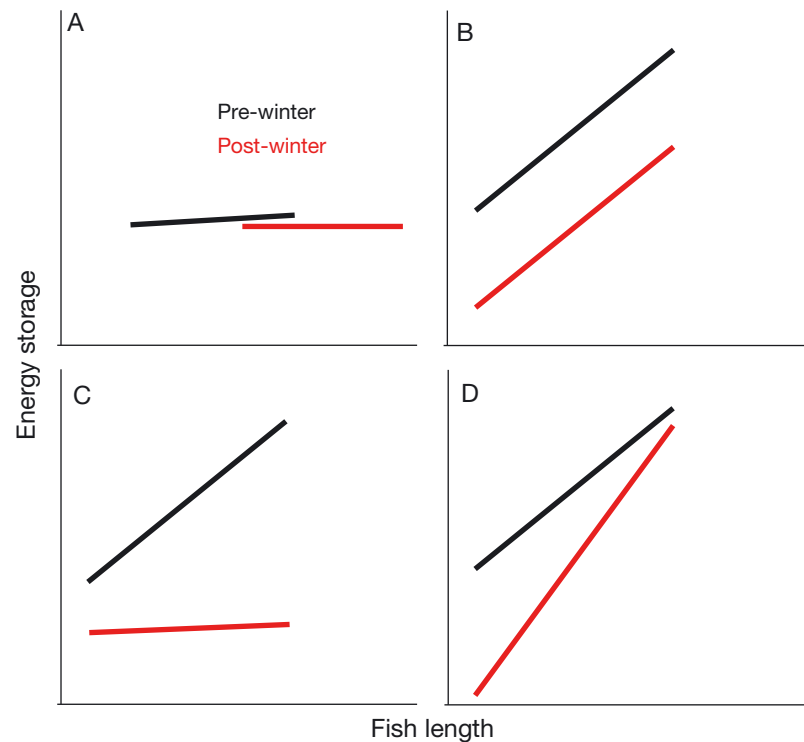 A
B
Pre-winter
Post-winter
Energy storage
C
D
Fish length